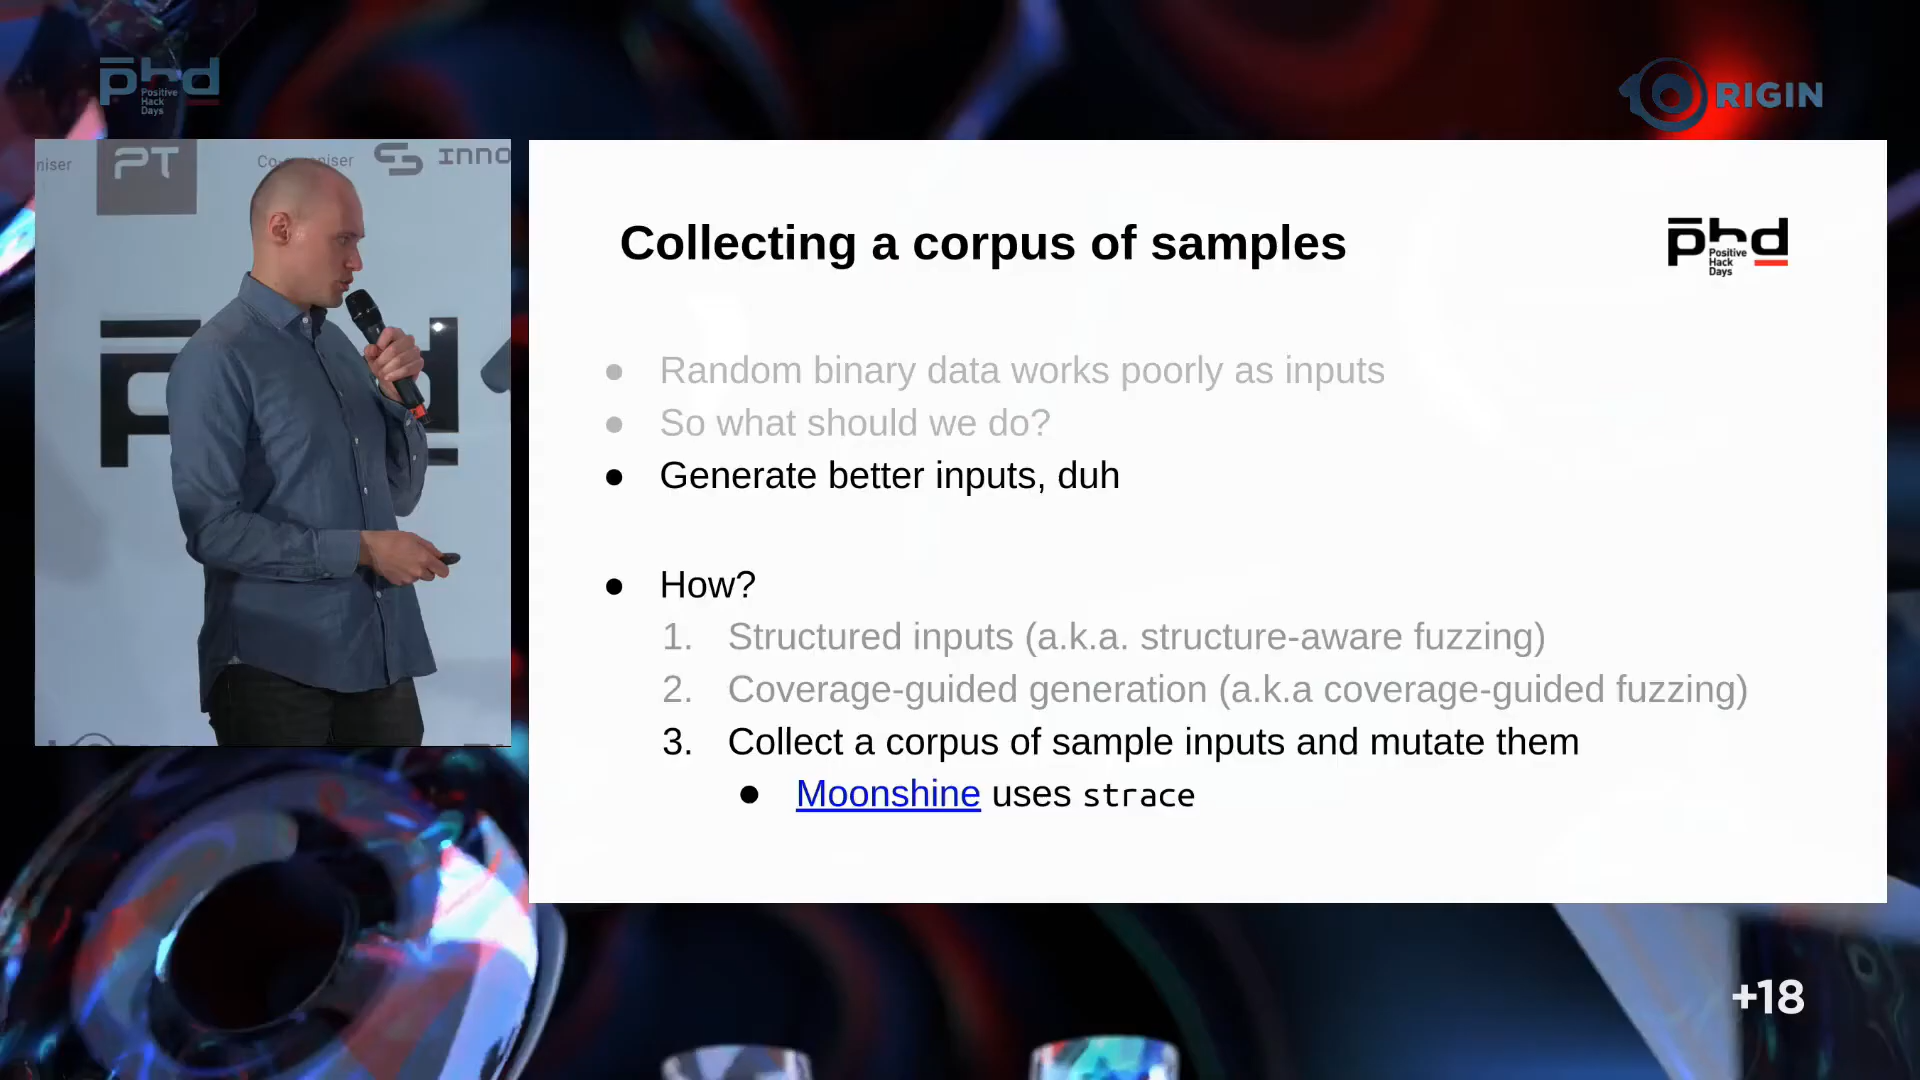 phd
Positive
Hack
Days
ORIGIN
niser
PT
Co-organiser
INNO
Collecting a corpus of samples
phd
Positive
Hack
Days
● Random binary data works poorly as inputs
● So what should we do?
● Generate better inputs, duh
● How?
1. Structured inputs (a.k.a. structure-aware fuzzing)
2. Coverage-guided generation (a.k.a coverage-guided fuzzing)
3. Collect a corpus of sample inputs and mutate them
● Moonshine uses strace
+18